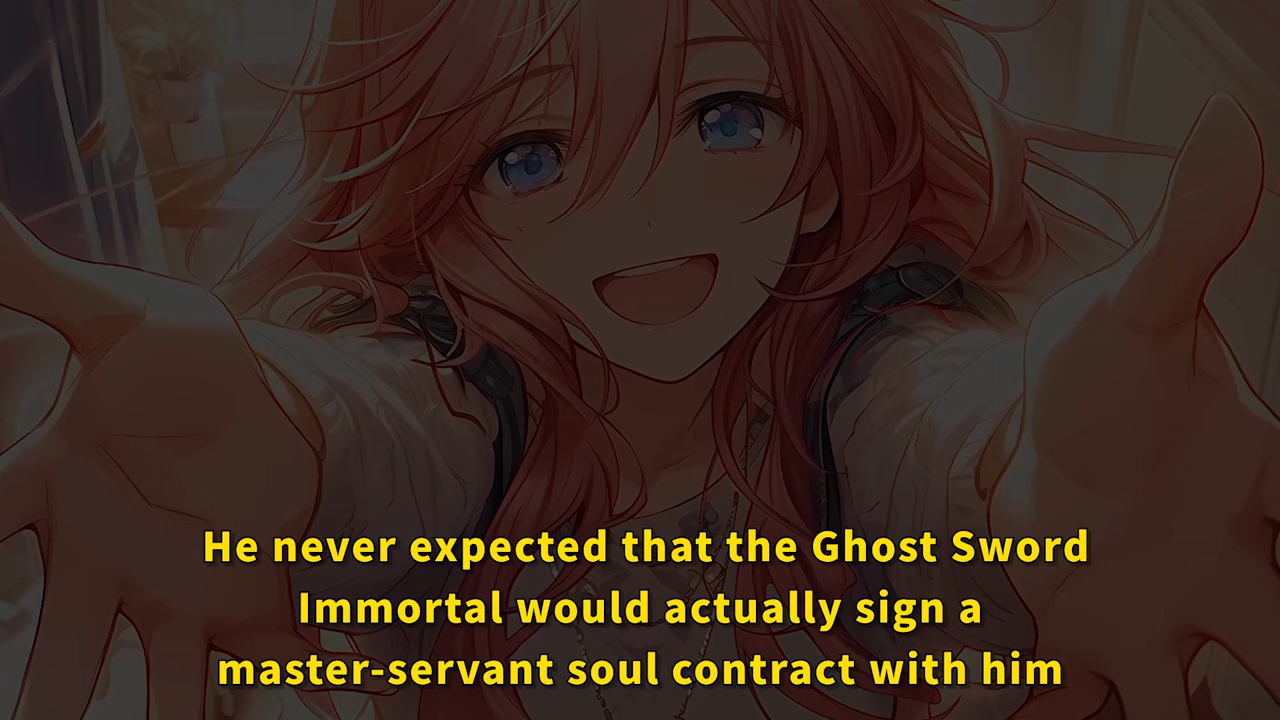 He never expected that the Ghost Sword
Immortal would actually sign a
master-servant soul contract with him